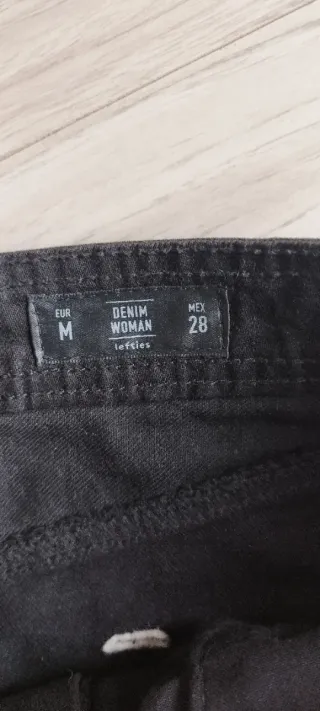 EUR
M
DENIM
WOMAN
lefties
MEX
28